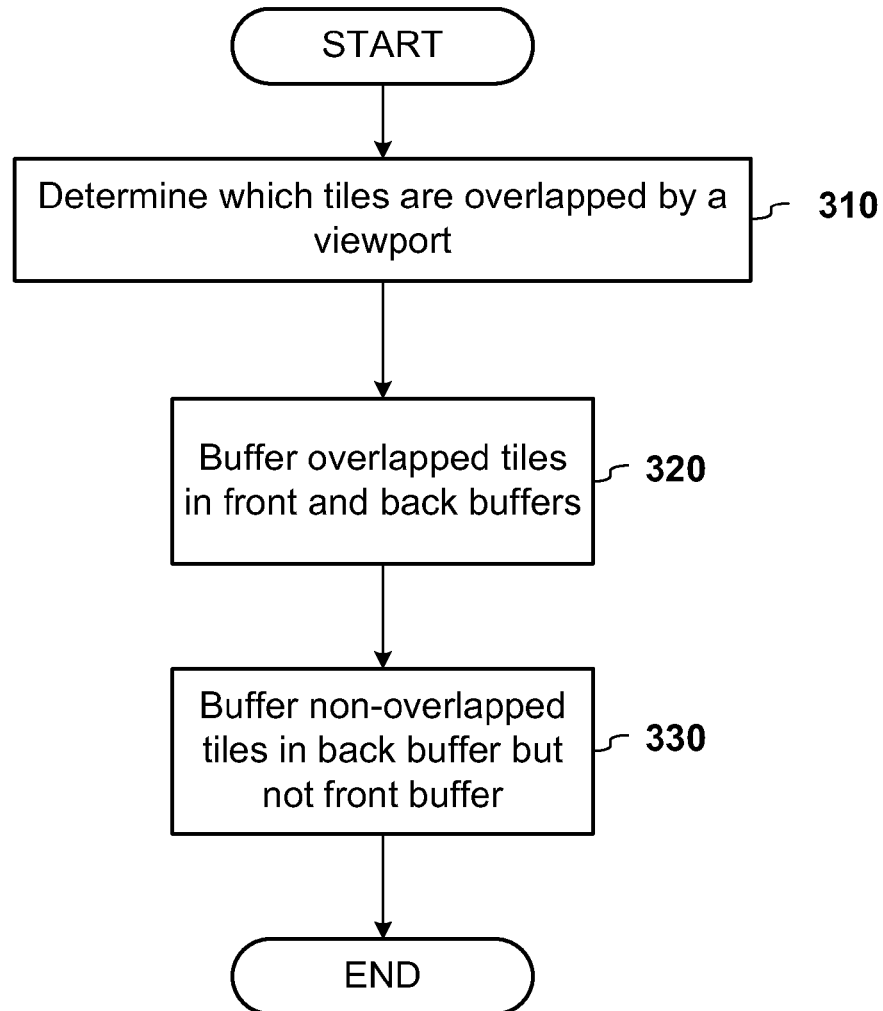 START
Determine which tiles are overlapped by a
viewport
310
Buffer overlapped tiles
in front and back buffers
320
Buffer non-overlapped
tiles in back buffer but
not front buffer
330
END